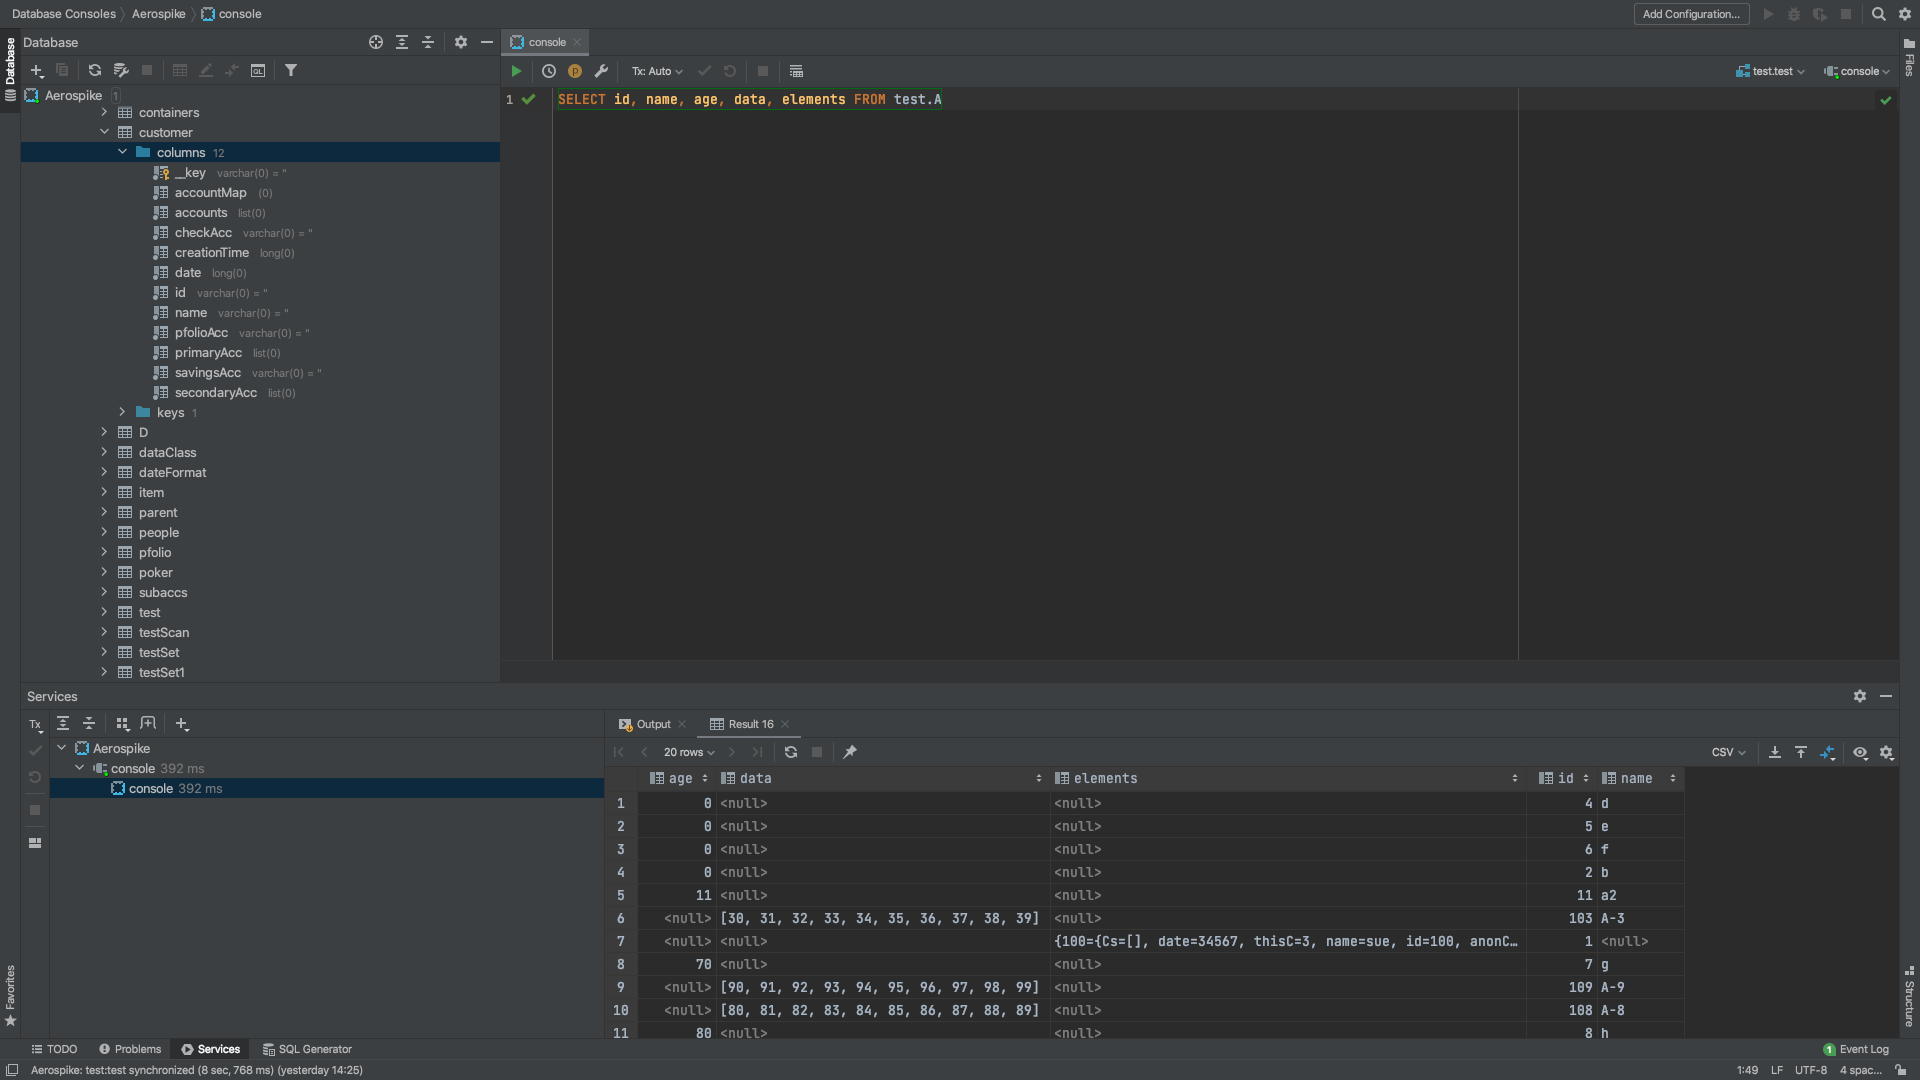 Database Consoles Aerospike console
Add Configuration...
Database
console
Tx: Auto
test.test
console
Database
Files
Aerospike 1
containers
customer
columns 12
__key varchar(0) = ''
accountMap (0)
accounts list(0)
checkAcc varchar(0) = ''
creationTime long(0)
date long(0)
id varchar(0) = ''
name varchar(0) = ''
pfolioAcc varchar(0) = ''
primaryAcc list(0)
savingsAcc varchar(0) = ''
secondaryAcc list(0)
keys 1
D
dataClass
dateFormat
item
parent
people
pfolio
poker
subaccs
test
testScan
testSet
testSet1
1 SELECT id, name, age, data, elements FROM test.A
Services
Tx
Aerospike
console 392 ms
console 392 ms
Output
Result 16
20 rows
CSV
age data elements id name
1 0 <null> <null> 4 d
2 0 <null> <null> 5 e
3 0 <null> <null> 6 f
4 0 <null> <null> 2 b
5 11 <null> <null> 11 a2
6 <null> [30, 31, 32, 33, 34, 35, 36, 37, 38, 39] <null> 103 A-3
7 <null> <null> {100={Cs=[], date=34567, thisC=3, name=sue, id=100, anonC… 1 <null>
8 70 <null> <null> 7 g
9 <null> [90, 91, 92, 93, 94, 95, 96, 97, 98, 99] <null> 109 A-9
10 <null> [80, 81, 82, 83, 84, 85, 86, 87, 88, 89] <null> 108 A-8
11 80 <null> <null> 8 h
Favorites
Structure
TODO Problems Services SQL Generator
1 Event Log
Aerospike: test:test synchronized (8 sec, 768 ms) (yesterday 14:25)
1:49 LF UTF-8 4 spac...